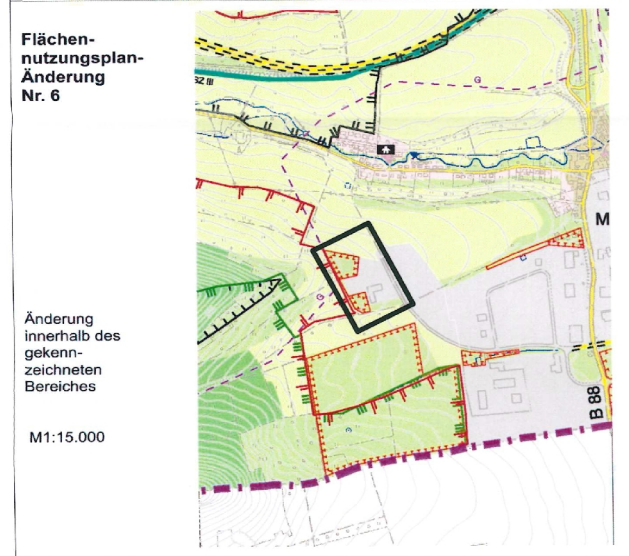 Flächen-
nutzungsplan-
Änderung
Nr. 6
Änderung
innerhalb des
gekenn-
zeichneten
Bereiches
M1:15.000
G
G
G
M
B 88